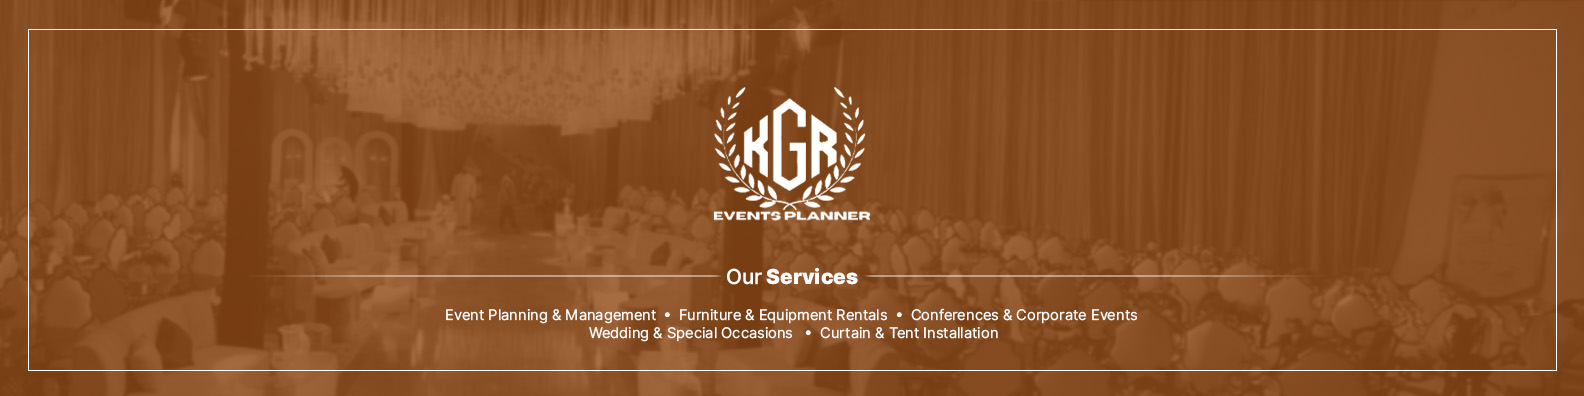 KGR
EVENTS PLANNER
Our Services
Event Planning & Management • Furniture & Equipment Rentals • Conferences & Corporate Events
Wedding & Special Occasions • Curtain & Tent Installation